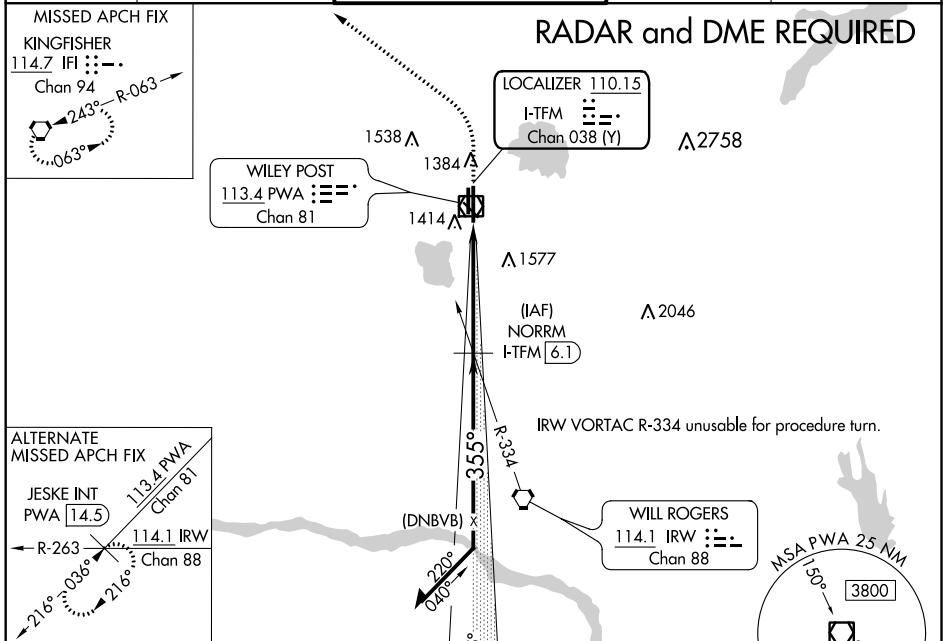 MISSED APCH FIX
KINGFISHER
114.7 IFI
Chan 94
R-063
243°
063°
RADAR and DME REQUIRED
LOCALIZER 110.15
I-TFM
Chan 038 (Y)
1538
1384
2758
WILEY POST
113.4 PWA
Chan 81
1414
1577
(IAF)
NORRM
I-TFM 6.1
2046
IRW VORTAC R-334 unusable for procedure turn.
R-334
355°
ALTERNATE
MISSED APCH FIX
JESKE INT
PWA 14.5
113.4 PWA
Chan 81
R-263
114.1 IRW
Chan 88
036°
216°
216°
(DNBVB)
X
220°
040°
WILL ROGERS
114.1 IRW
Chan 88
MSA PWA 25 NM
150°
3800